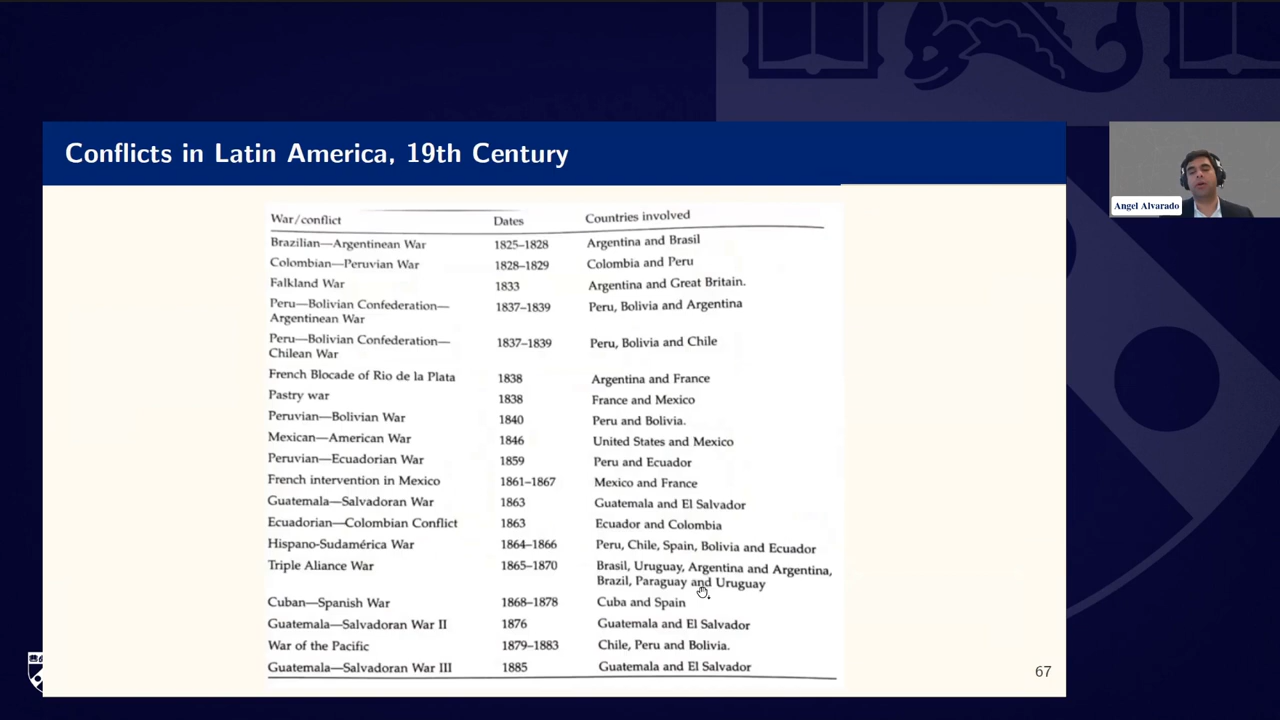 Conflicts in Latin America, 19th Century
Angel Alvarado
War/conflict Dates Countries involved
Brazilian—Argentinean War 1825–1828 Argentina and Brasil
Colombian—Peruvian War 1828–1829 Colombia and Peru
Falkland War 1833 Argentina and Great Britain.
Peru—Bolivian Confederation— 1837–1839 Peru, Bolivia and Argentina
Argentinean War
Peru—Bolivian Confederation— 1837–1839 Peru, Bolivia and Chile
Chilean War
French Blocade of Rio de la Plata 1838 Argentina and France
Pastry war 1838 France and Mexico
Peruvian—Bolivian War 1840 Peru and Bolivia.
Mexican—American War 1846 United States and Mexico
Peruvian—Ecuadorian War 1859 Peru and Ecuador
French intervention in Mexico 1861–1867 Mexico and France
Guatemala—Salvadoran War 1863 Guatemala and El Salvador
Ecuadorian—Colombian Conflict 1863 Ecuador and Colombia
Hispano-Sudamérica War 1864–1866 Peru, Chile, Spain, Bolivia and Ecuador
Triple Aliance War 1865–1870 Brasil, Uruguay, Argentina and Argentina,
Brazil, Paraguay and Uruguay
Cuban—Spanish War 1868–1878 Cuba and Spain
Guatemala—Salvadoran War II 1876 Guatemala and El Salvador
War of the Pacific 1879–1883 Chile, Peru and Bolivia.
Guatemala—Salvadoran War III 1885 Guatemala and El Salvador
67